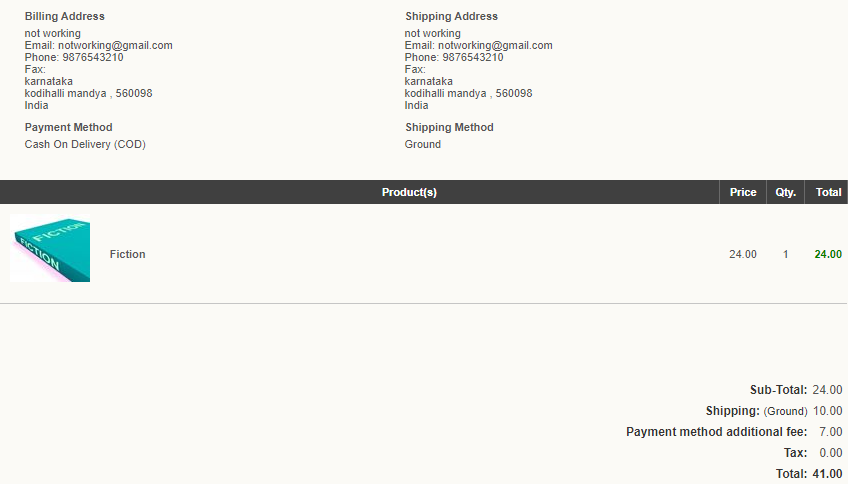 Billing Address
not working
Email: notworking@gmail.com
Phone: 9876543210
Fax:
karnataka
kodihalli mandya , 560098
India
Payment Method
Cash On Delivery (COD)
Shipping Address
not working
Email: notworking@gmail.com
Phone: 9876543210
Fax:
karnataka
kodihalli mandya , 560098
India
Shipping Method
Ground
Product(s) Price Qty. Total
FICTION
FICTION
Fiction 24.00 1 24.00
Sub-Total: 24.00
Shipping: (Ground) 10.00
Payment method additional fee: 7.00
Tax: 0.00
Total: 41.00